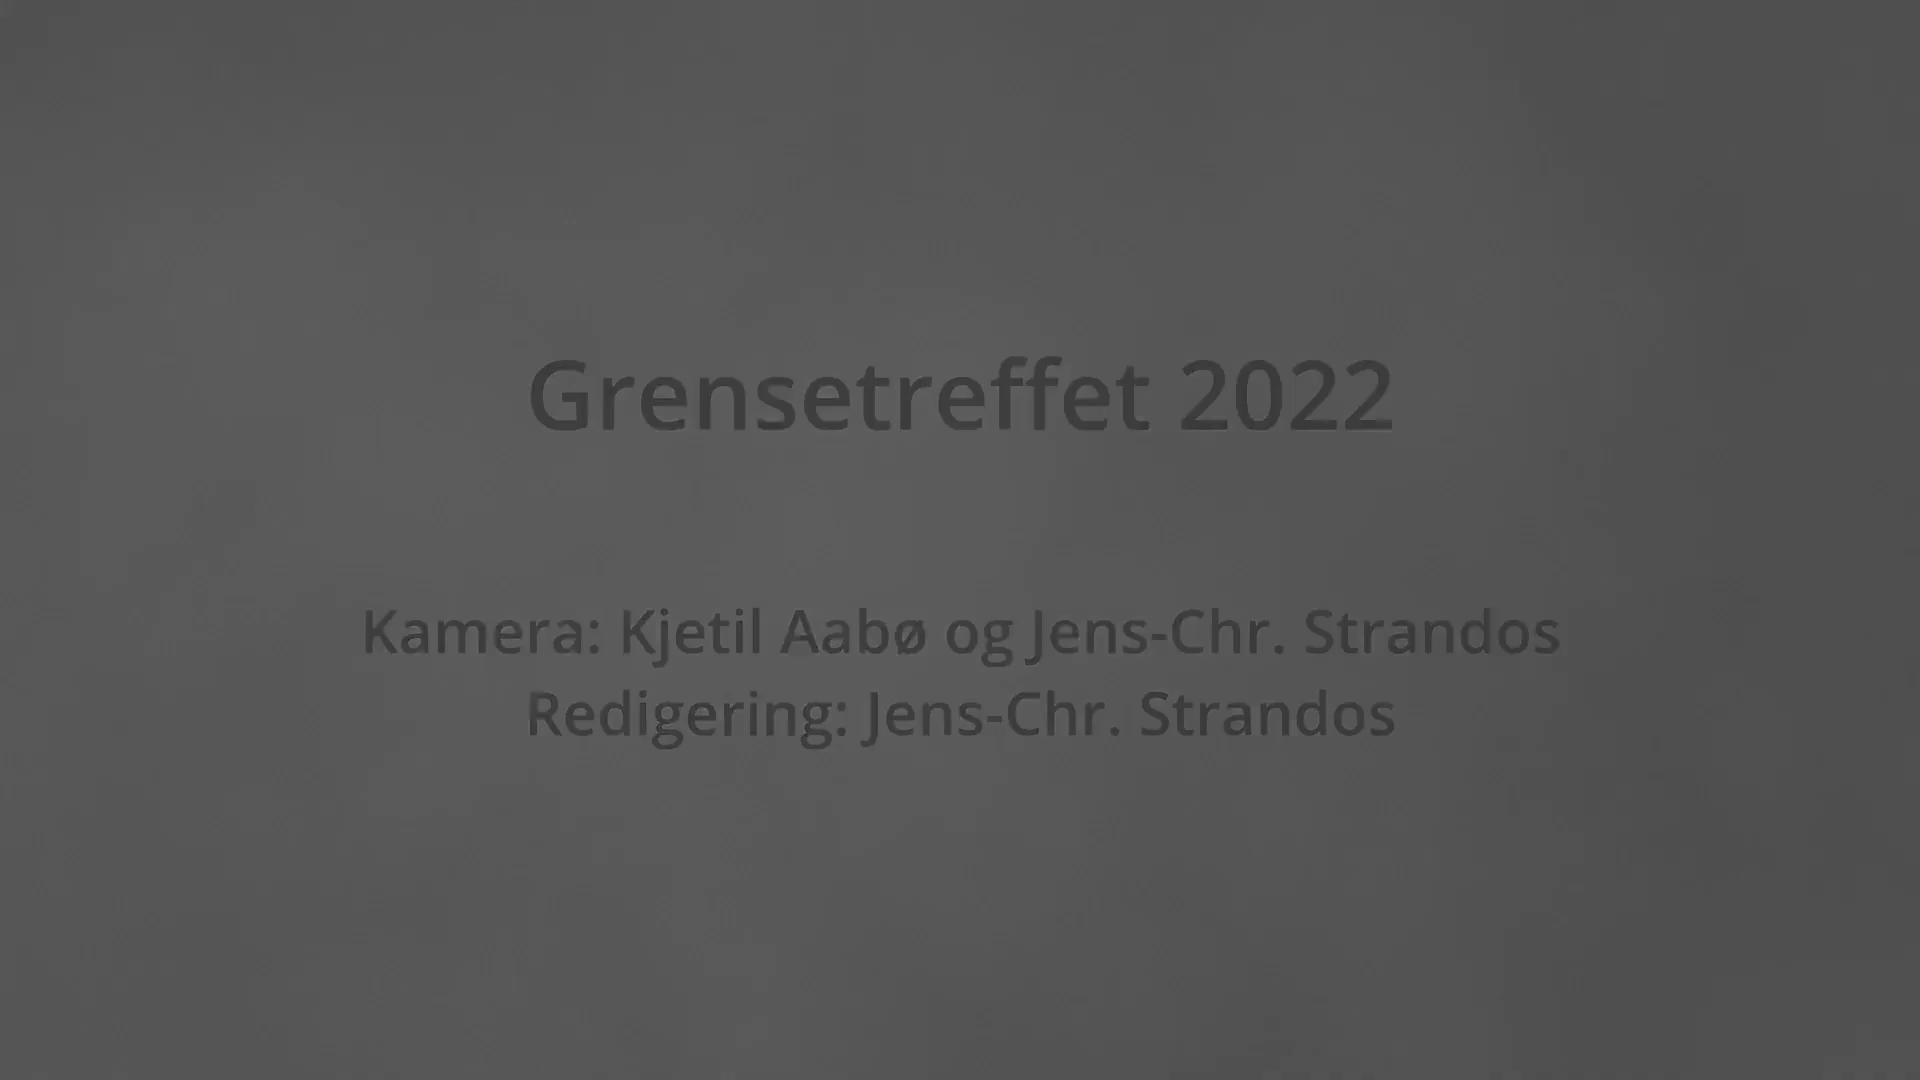 Grensetreffet 2022
Kamera: Kjetil Aabø og Jens-Chr. Strandos
Redigering: Jens-Chr. Strandos